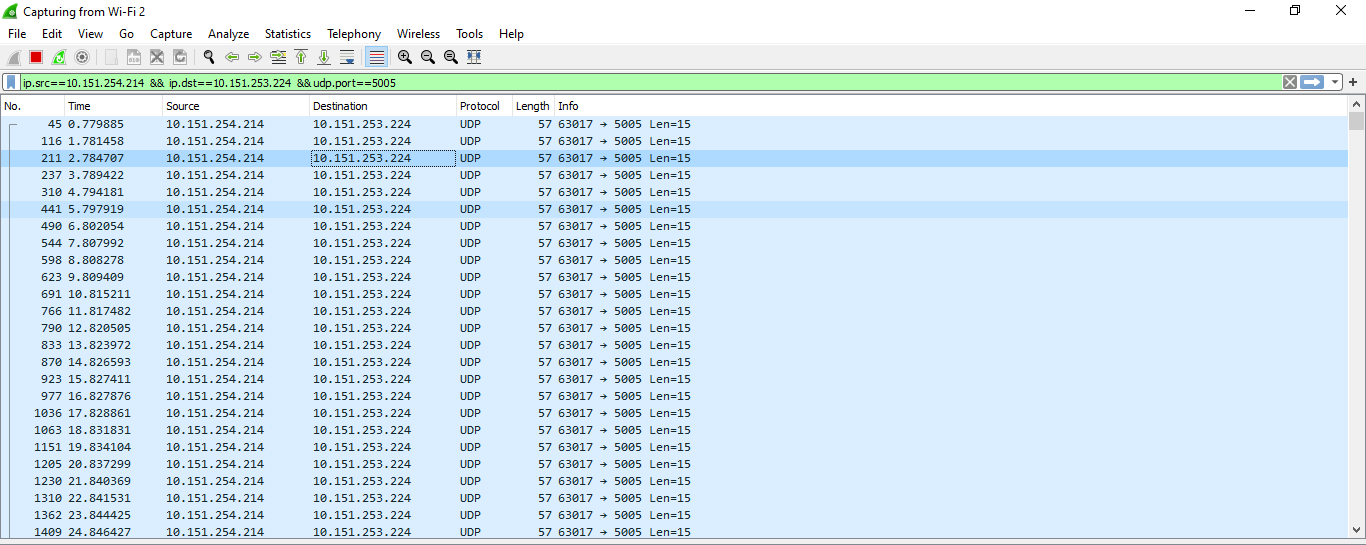 Capturing from Wi-Fi 2
File Edit View Go Capture Analyze Statistics Telephony Wireless Tools Help
ip.src==10.151.254.214 && ip.dst==10.151.253.224 &&udp.port==5005
No. Time Source Destination Protocol Length Info
45 0.779885 10.151.254.214 10.151.253.224 UDP 57 63017 → 5005 Len=15
116 1.781458 10.151.254.214 10.151.253.224 UDP 57 63017 → 5005 Len=15
211 2.784707 10.151.254.214 10.151.253.224 UDP 57 63017 → 5005 Len=15
237 3.789422 10.151.254.214 10.151.253.224 UDP 57 63017 → 5005 Len=15
310 4.794181 10.151.254.214 10.151.253.224 UDP 57 63017 → 5005 Len=15
441 5.797919 10.151.254.214 10.151.253.224 UDP 57 63017 → 5005 Len=15
490 6.802054 10.151.254.214 10.151.253.224 UDP 57 63017 → 5005 Len=15
544 7.807992 10.151.254.214 10.151.253.224 UDP 57 63017 → 5005 Len=15
598 8.808278 10.151.254.214 10.151.253.224 UDP 57 63017 → 5005 Len=15
623 9.809409 10.151.254.214 10.151.253.224 UDP 57 63017 → 5005 Len=15
691 10.815211 10.151.254.214 10.151.253.224 UDP 57 63017 → 5005 Len=15
766 11.817482 10.151.254.214 10.151.253.224 UDP 57 63017 → 5005 Len=15
790 12.820505 10.151.254.214 10.151.253.224 UDP 57 63017 → 5005 Len=15
833 13.823972 10.151.254.214 10.151.253.224 UDP 57 63017 → 5005 Len=15
870 14.826593 10.151.254.214 10.151.253.224 UDP 57 63017 → 5005 Len=15
923 15.827411 10.151.254.214 10.151.253.224 UDP 57 63017 → 5005 Len=15
977 16.827876 10.151.254.214 10.151.253.224 UDP 57 63017 → 5005 Len=15
1036 17.828861 10.151.254.214 10.151.253.224 UDP 57 63017 → 5005 Len=15
1063 18.831831 10.151.254.214 10.151.253.224 UDP 57 63017 → 5005 Len=15
1151 19.834104 10.151.254.214 10.151.253.224 UDP 57 63017 → 5005 Len=15
1205 20.837299 10.151.254.214 10.151.253.224 UDP 57 63017 → 5005 Len=15
1230 21.840369 10.151.254.214 10.151.253.224 UDP 57 63017 → 5005 Len=15
1310 22.841531 10.151.254.214 10.151.253.224 UDP 57 63017 → 5005 Len=15
1362 23.844425 10.151.254.214 10.151.253.224 UDP 57 63017 → 5005 Len=15
1409 24.846427 10.151.254.214 10.151.253.224 UDP 57 63017 → 5005 Len=15